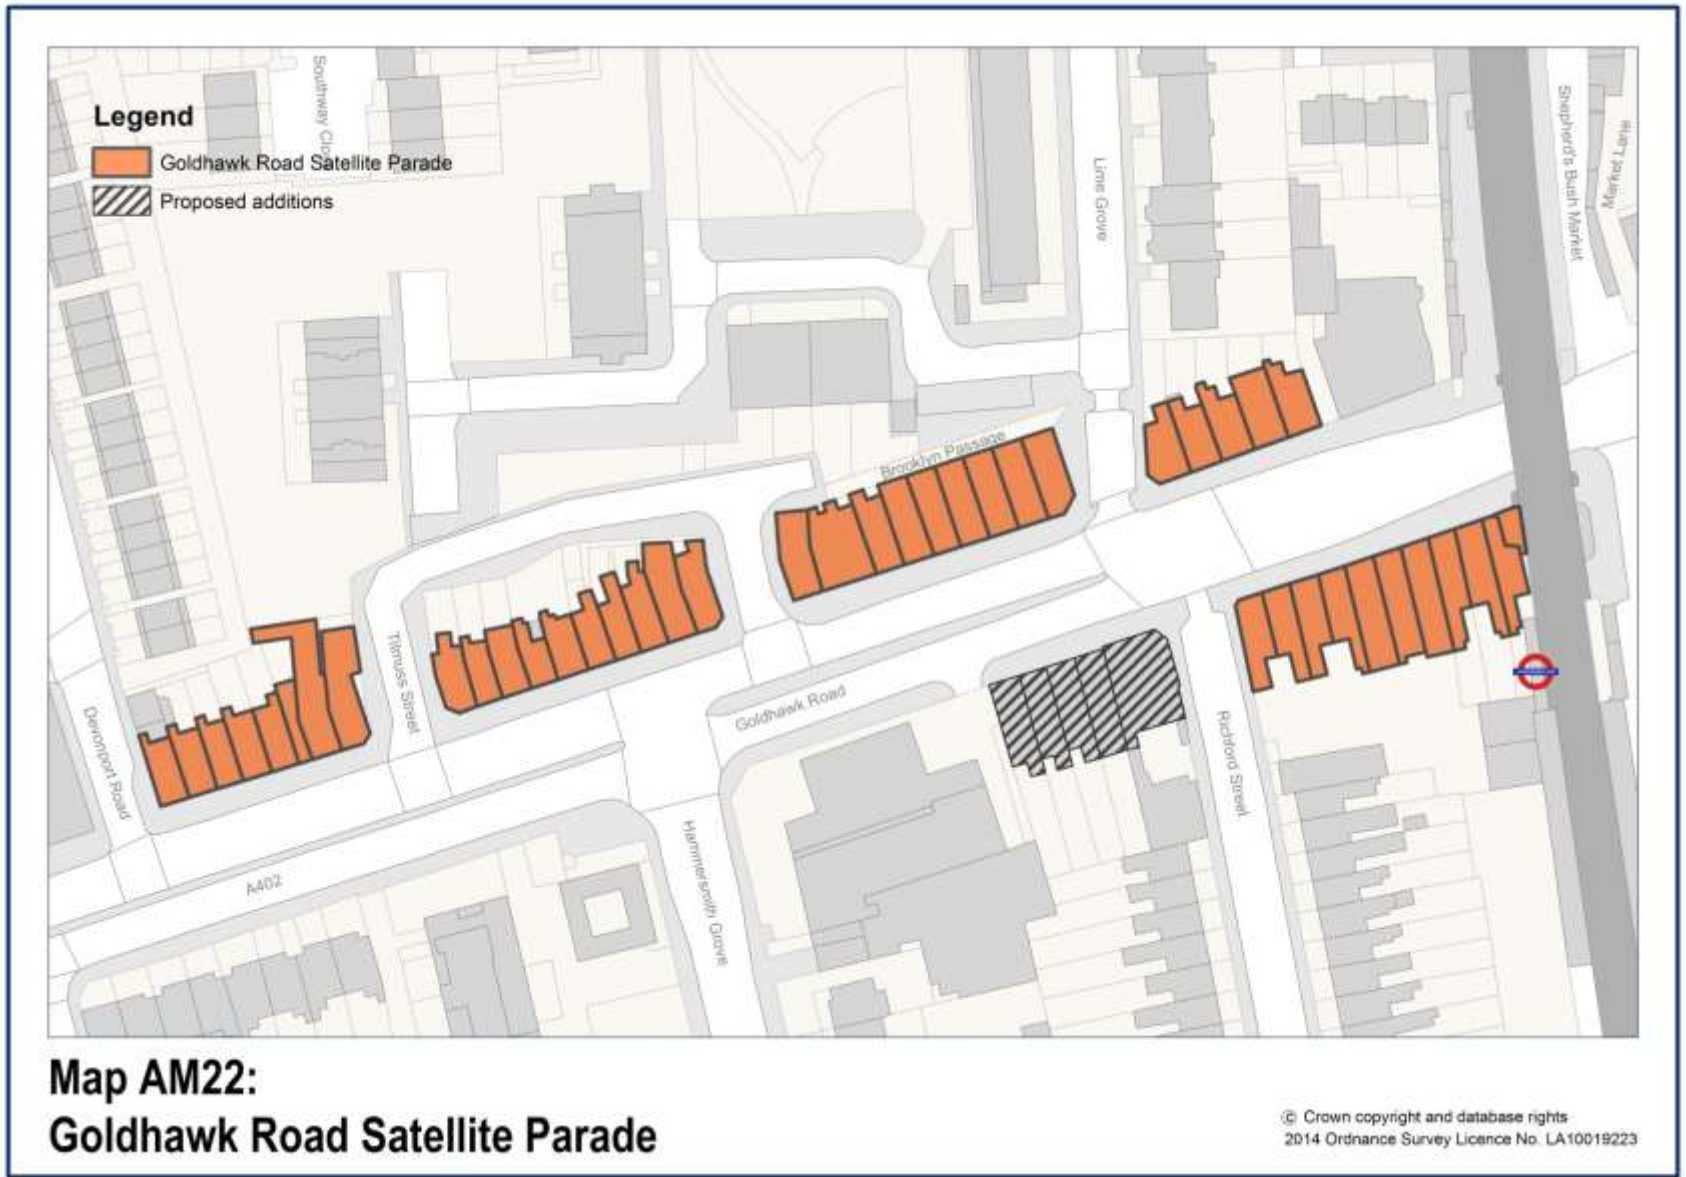 Legend
Goldhawk Road Satellite Parade
Proposed additions
Southway Clo
Lime Grove
Shepherd's Bush Market
Market Lane
Brooklyn Passage
Titmuss Street
Goldhawk Road
Devonport Road
Richford Street
Hammersmith Grove
A402
Map AM22:
Goldhawk Road Satellite Parade
© Crown copyright and database rights
2014 Ordnance Survey Licence No. LA10019223